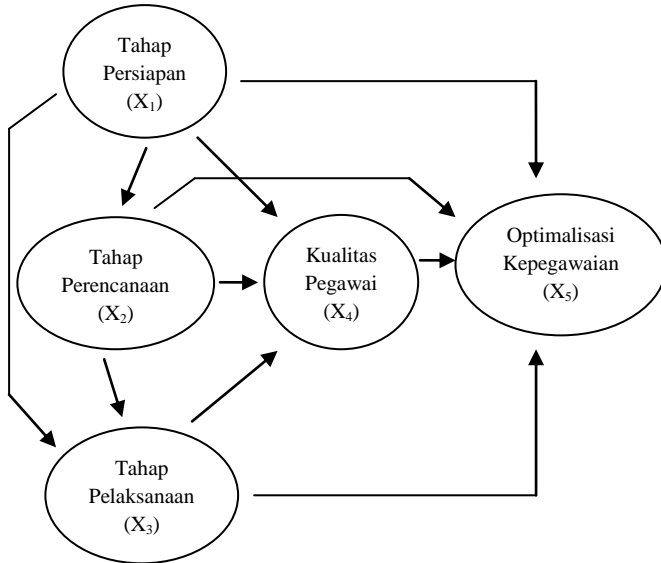 Tahap
Persiapan
(X₁)
Tahap
Perencanaan
(X₂)
Kualitas
Pegawai
(X₄)
Optimalisasi
Kepegawaian
(X₅)
Tahap
Pelaksanaan
(X₃)